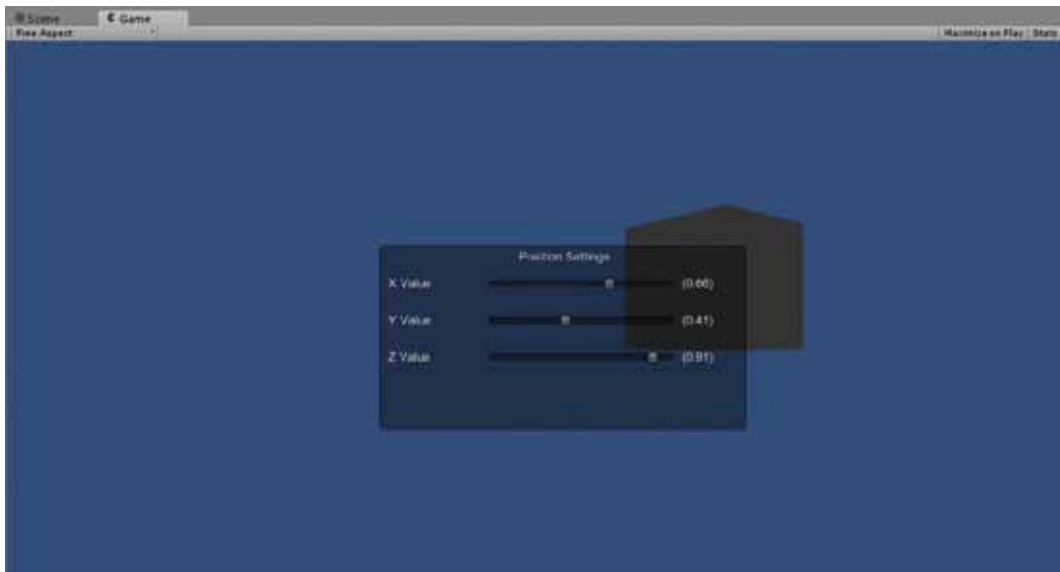 Scene
Game
Free Aspect
Maximize on Play Stats
Position Settings
X Value (0.66)
Y Value (0.41)
Z Value (0.91)